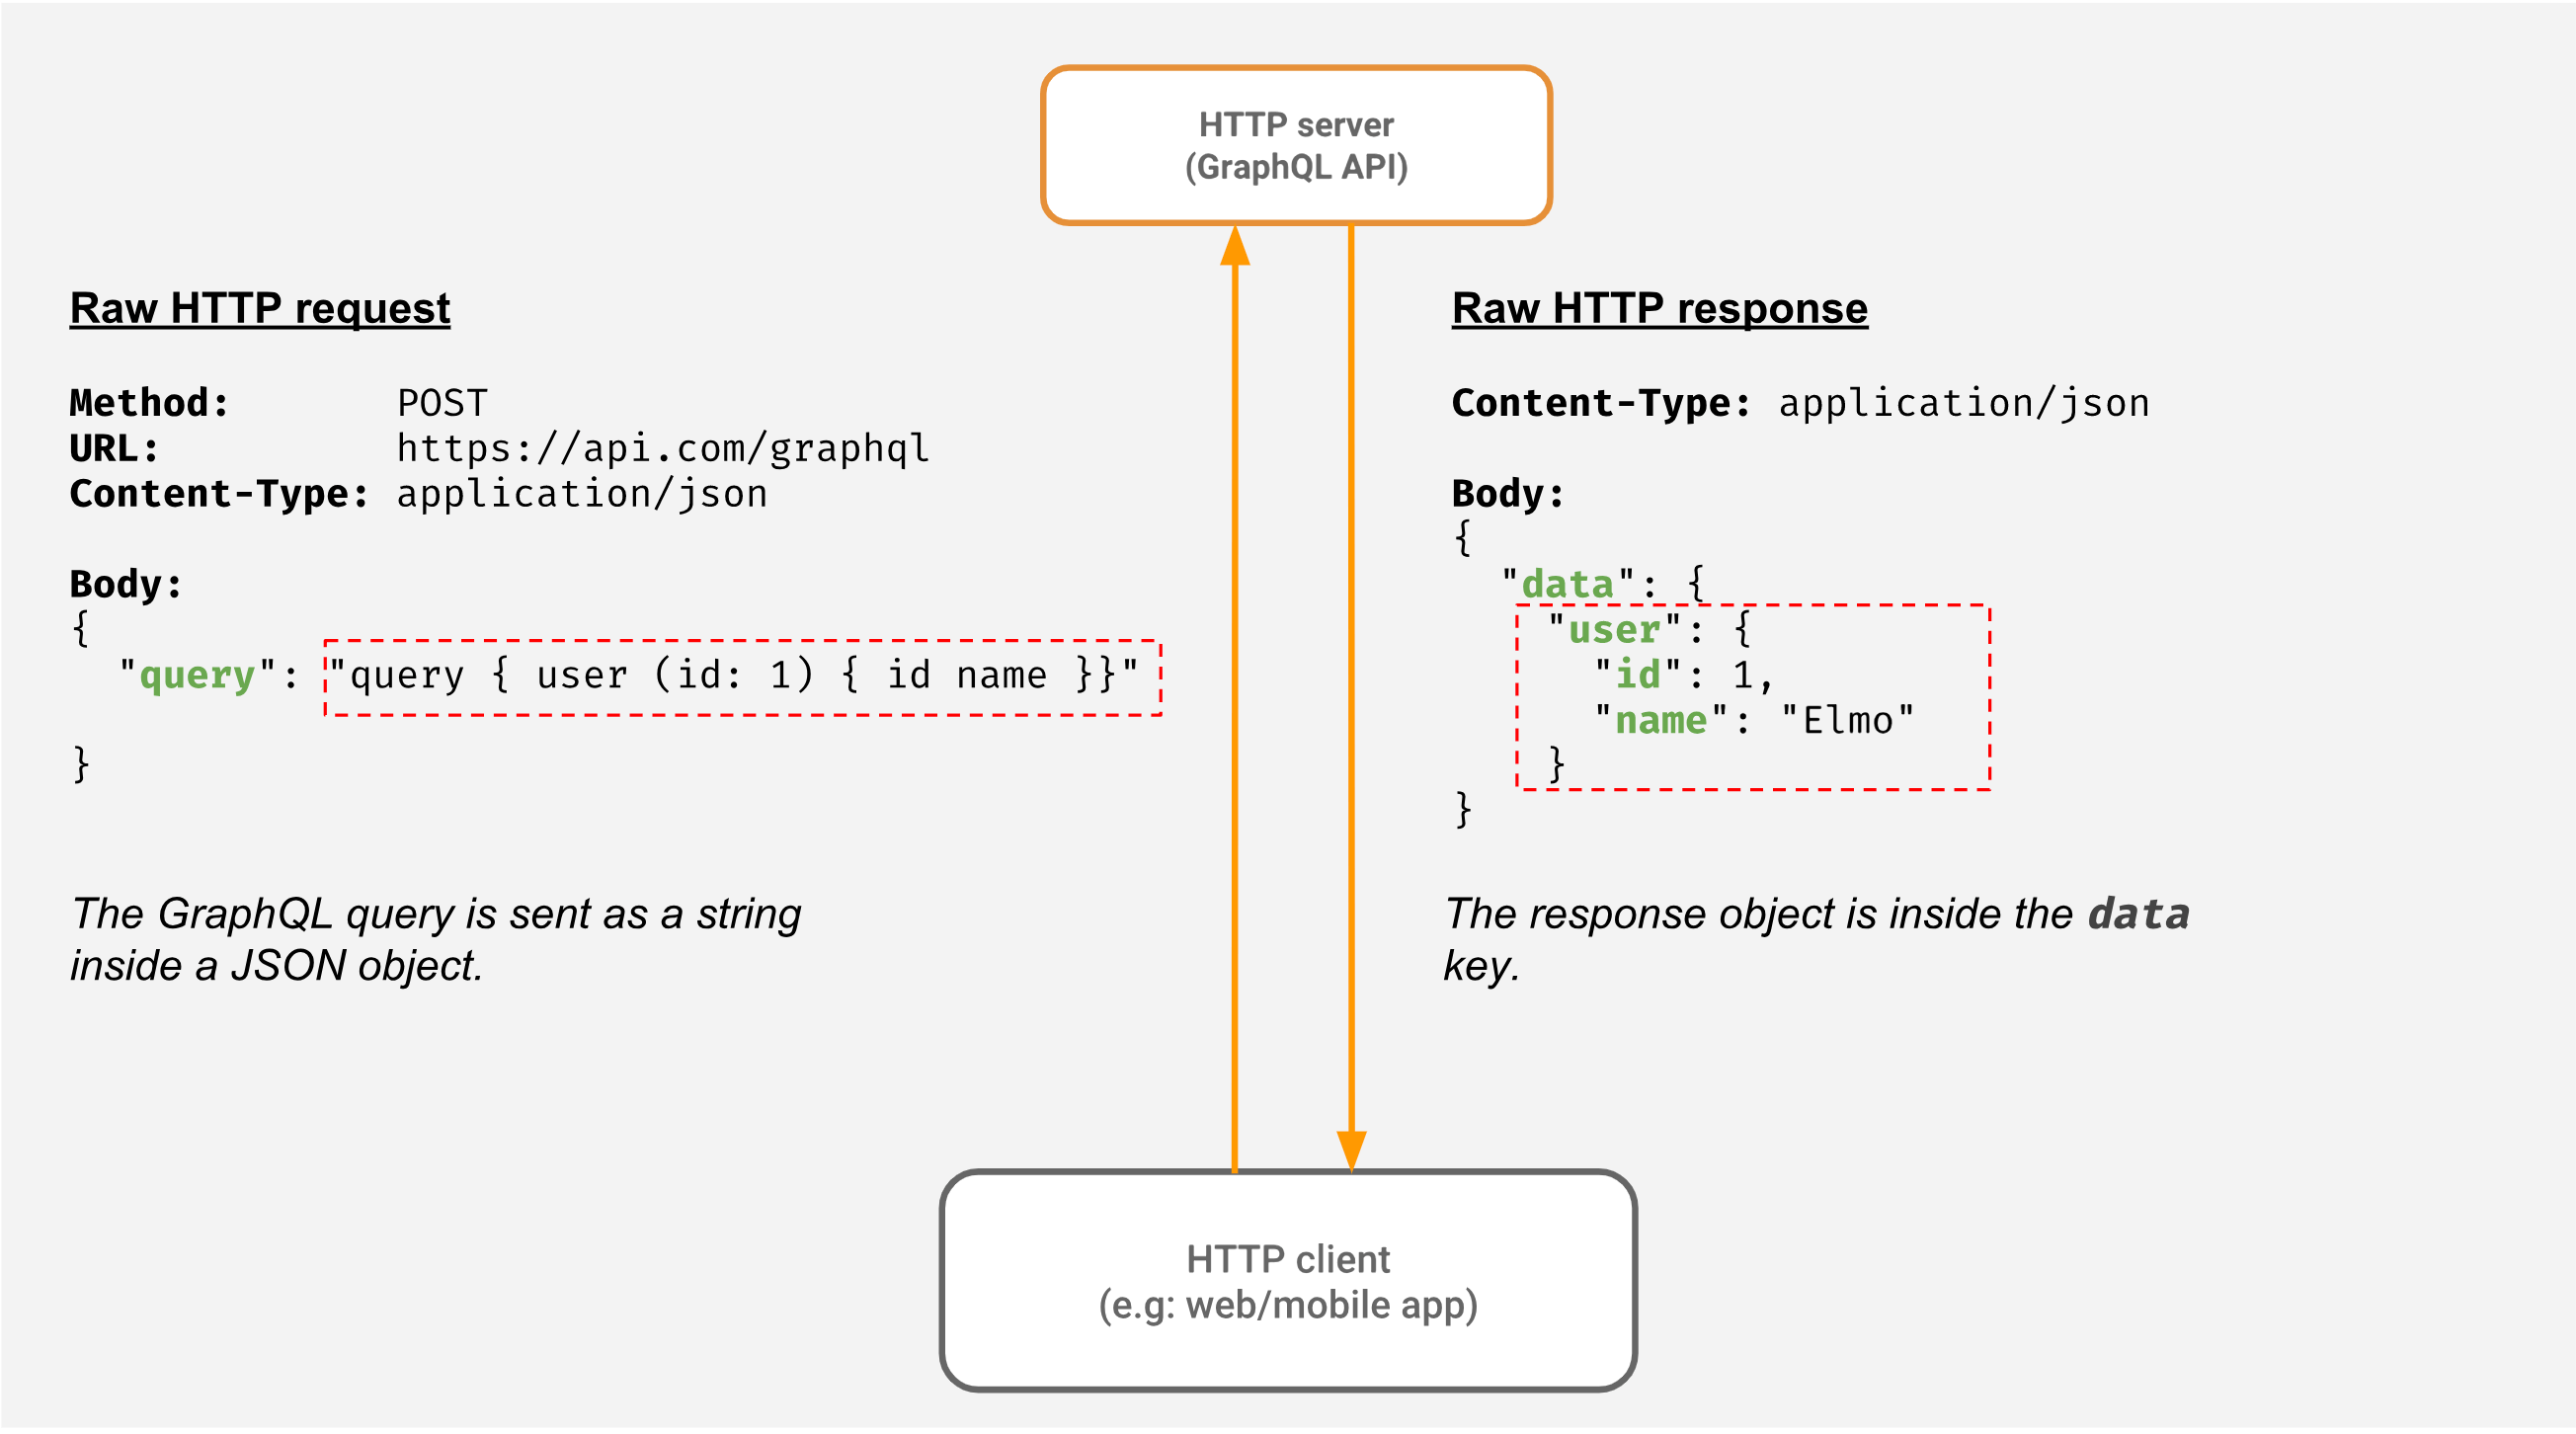 HTTP server
(GraphQL API)
Raw HTTP request
Method: POST
URL: https://api.com/graphql
Content-Type: application/json
Body:
{
"query": "query { user (id: 1) { id name }}"
}
The GraphQL query is sent as a string
inside a JSON object.
Raw HTTP response
Content-Type: application/json
Body:
{
"data": {
"user": {
"id": 1,
"name": "Elmo"
}
}
The response object is inside the data
key.
HTTP client
(e.g: web/mobile app)